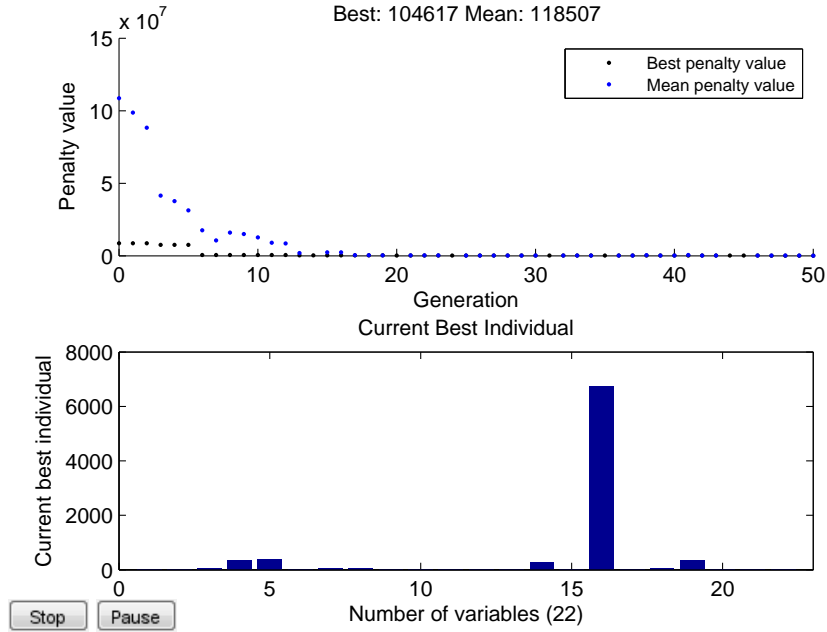 Best: 104617 Mean: 118507
x 10^7
15
10
5
0
Penalty value
Best penalty value
Mean penalty value
0 10 20 30 40 50
Generation
Current Best Individual
8000
6000
4000
2000
0
Current best individual
0 5 10 15 20
Number of variables (22)
Stop Pause